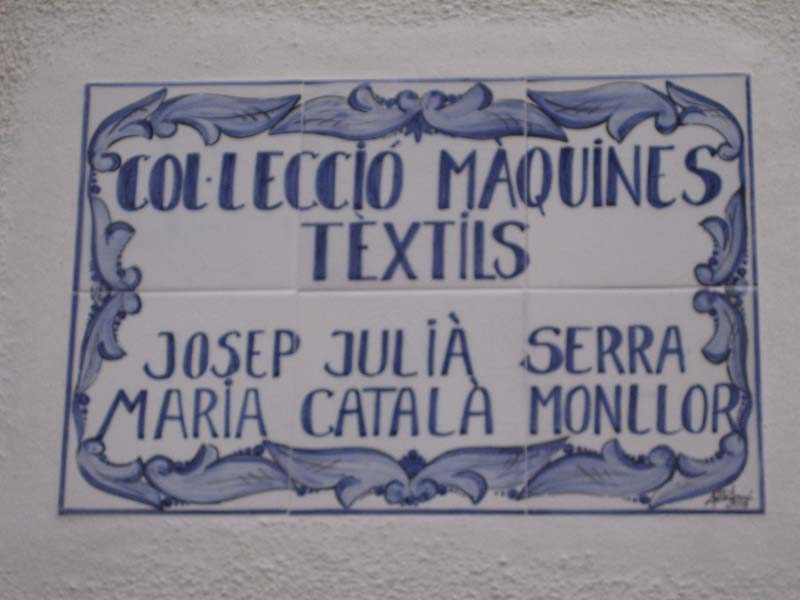 COL·LECCIÓ MÀQUINES
TÈXTILS
JOSEP JULIÀ SERRA
MARIA CATALÀ MONLLOR